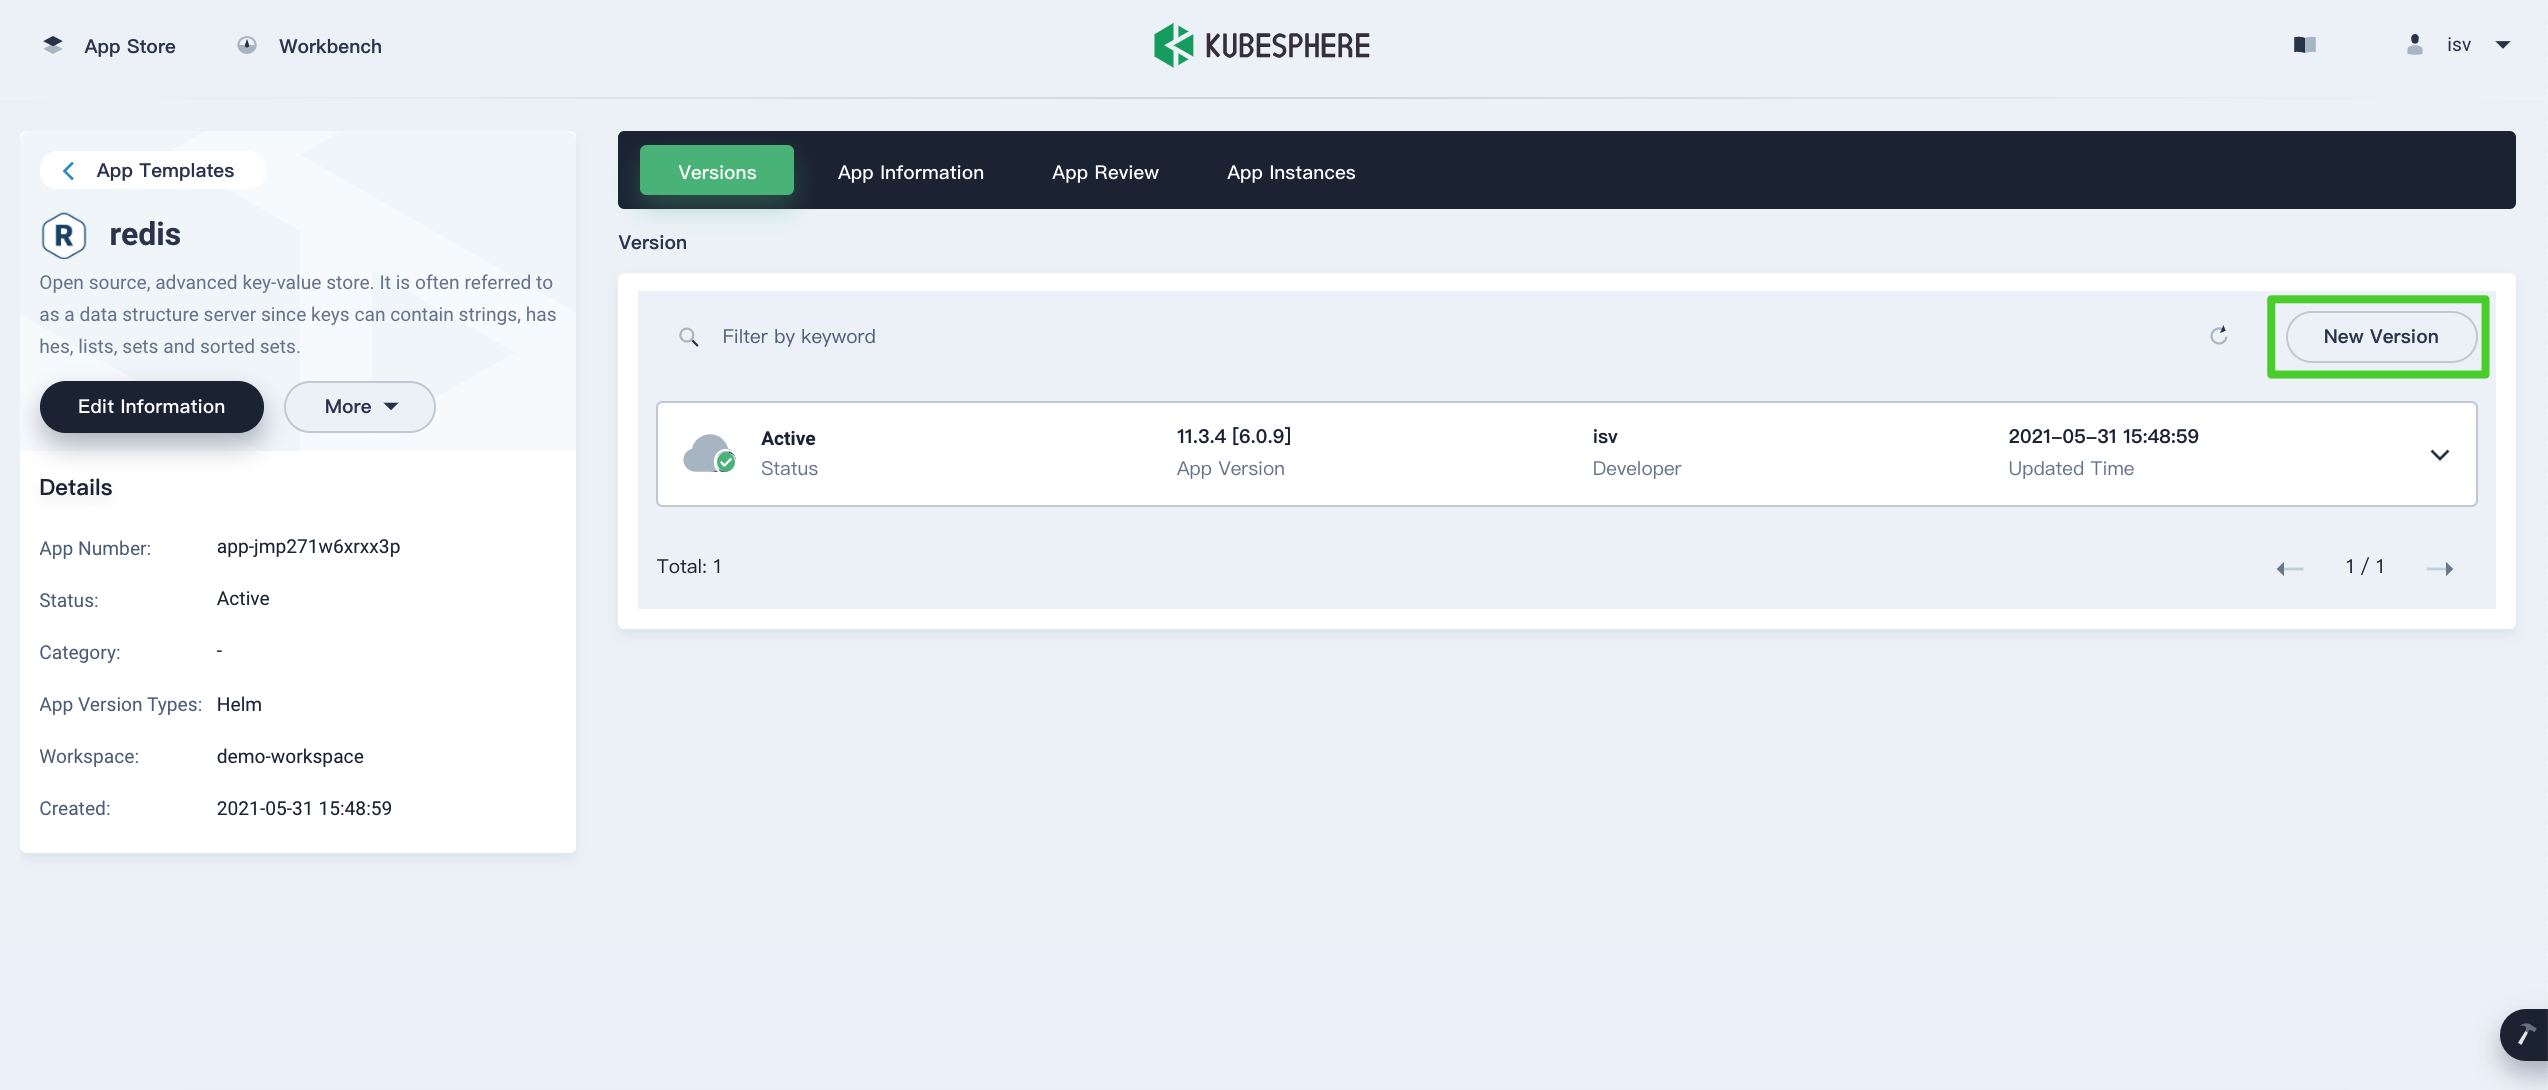 App Store
Workbench
KUBESPHERE
isv
App Templates
R
redis
Open source, advanced key-value store. It is often referred to
as a data structure server since keys can contain strings, has
hes, lists, sets and sorted sets.
Edit Information
More
Details
App Number: app-jmp271w6xrxx3p
Status: Active
Category: -
App Version Types: Helm
Workspace: demo-workspace
Created: 2021-05-31 15:48:59
Versions
App Information
App Review
App Instances
Version
Filter by keyword
New Version
Active
Status
11.3.4 [6.0.9]
App Version
isv
Developer
2021-05-31 15:48:59
Updated Time
Total: 1
1 / 1